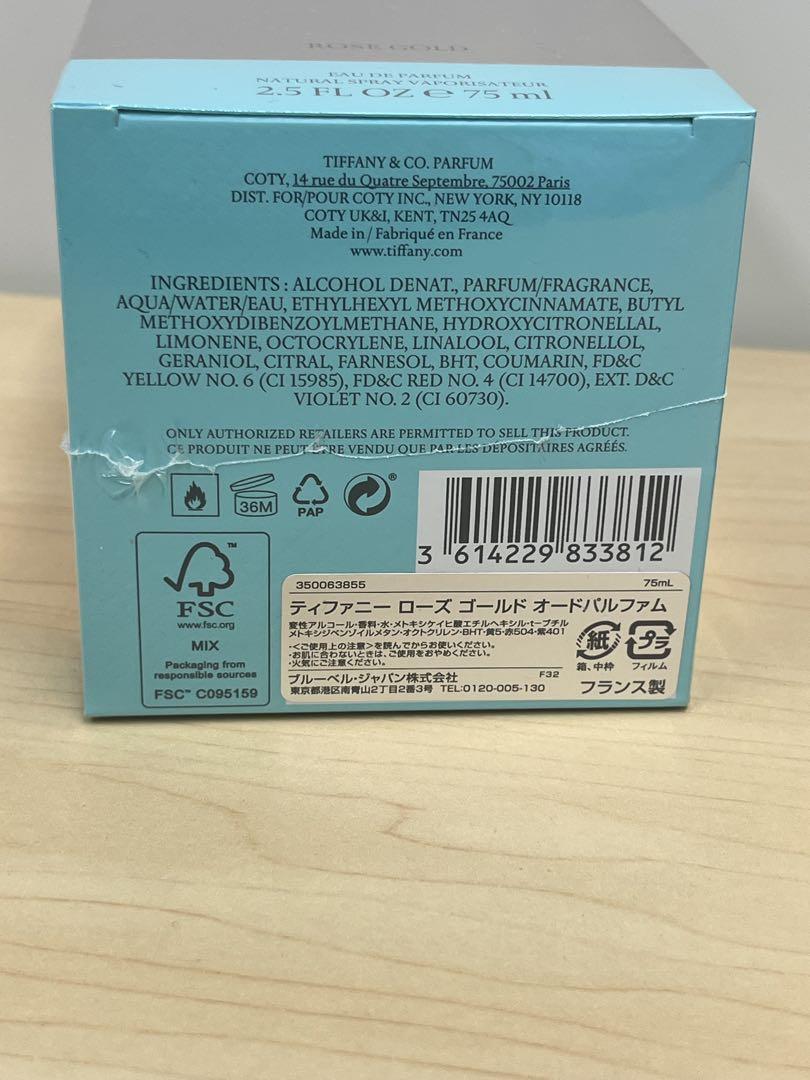 ROSE GOLD
EAU DE PARFUM
NATURAL SPRAY VAPORISATEUR
2.5 FL OZ e 75 ml
TIFFANY & CO. PARFUM
COTY, 14 rue du Quatre Septembre, 75002 Paris
DIST. FOR/POUR COTY INC., NEW YORK, NY 10118
COTY UK&I, KENT, TN25 4AQ
Made in / Fabriqué en France
www.tiffany.com
INGREDIENTS : ALCOHOL DENAT., PARFUM/FRAGRANCE,
AQUA/WATER/EAU, ETHYLHEXYL METHOXYCINNAMATE, BUTYL
METHOXYDIBENZOYLMETHANE, HYDROXYCITRONELLAL,
LIMONENE, OCTOCRYLENE, LINALOOL, CITRONELLOL,
GERANIOL, CITRAL, FARNESOL, BHT, COUMARIN, FD&C
YELLOW NO. 6 (CI 15985), FD&C RED NO. 4 (CI 14700), EXT. D&C
VIOLET NO. 2 (CI 60730).
ONLY AUTHORIZED RETAILERS ARE PERMITTED TO SELL THIS PRODUCT.
CE PRODUIT NE PEUT ÊTRE VENDU QUE PAR LES DEPOSITAIRES AGRÉÉS.
36M
PAP
®
3 614229 833812
FSC™
www.fsc.org
MIX
Packaging from
responsible sources
FSC™ C095159
350063855 75mL
ティファニー ローズ ゴールド オードパルファム
変性アルコール・香料・水・メトキシケイヒ酸エチルヘキシル・t-ブチル
メトキシジベンゾイルメタン・オクトクリレン・BHT・黄5・赤504・紫401
・<ご使用上の注意>を読んでからお使いください。
・お肌に合わないときは、ご使用をおやめください。
・火気にご注意ください。
紙
箱、中枠
プラ
フィルム
ブルーベル・ジャパン株式会社 F32
東京都港区南青山2丁目2番3号 TEL:0120-005-130
フランス製